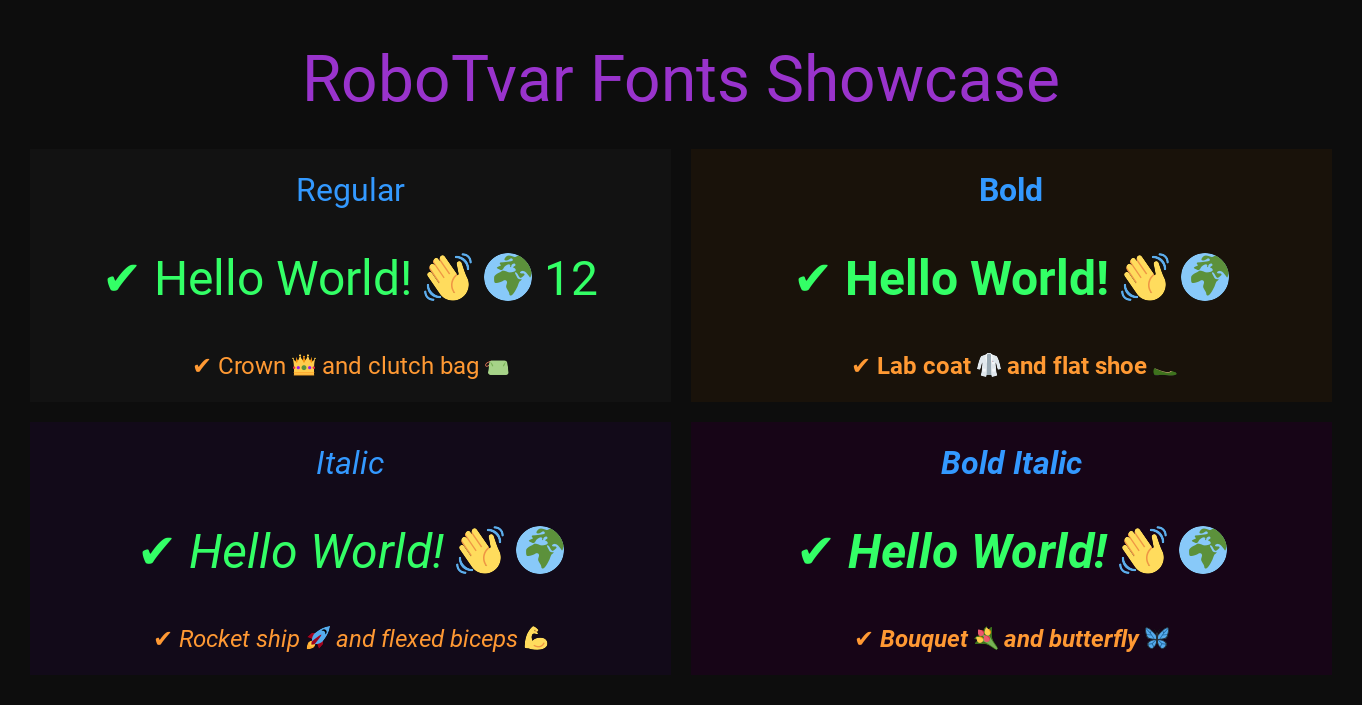 RoboTvar Fonts Showcase
Regular
✔ Hello World! 👋 🌍 12
✔ Crown 👑 and clutch bag 👝
Bold
✔ Hello World! 👋 🌍
✔ Lab coat 🥼 and flat shoe 🥿
Italic
✔ Hello World! 👋 🌍
✔ Rocket ship 🚀 and flexed biceps 💪
Bold Italic
✔ Hello World! 👋 🌍
✔ Bouquet 💐 and butterfly 🦋